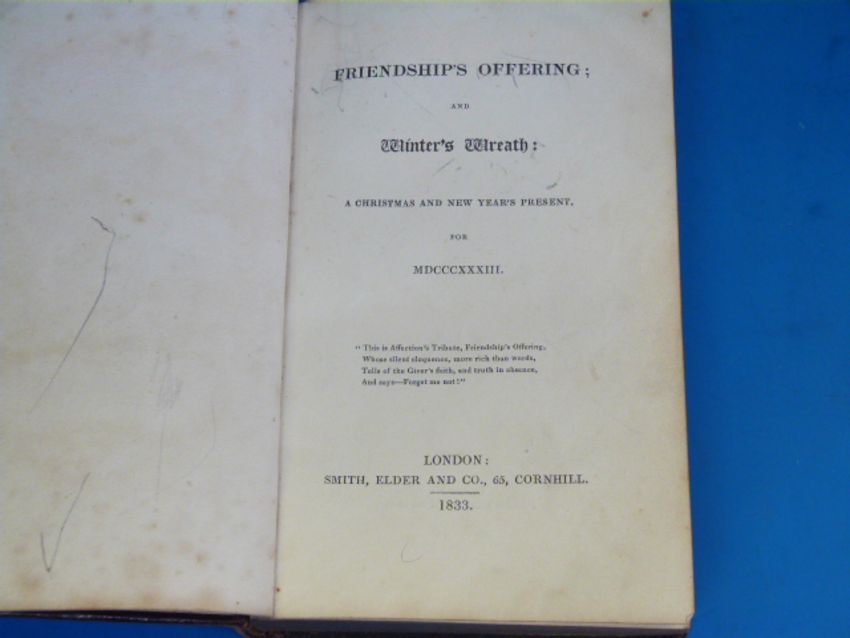 FRIENDSHIP'S OFFERING;
AND
Winter's Wreath:
A CHRISTMAS AND NEW YEAR'S PRESENT,
FOR
MDCCCXXXIII.
"This is Affection's Tribute, Friendship's Offering,
Whose silent eloquence, more rich than words,
Tells of the Giver's faith, and truth in absence,
And says—Forget me not!"
LONDON:
SMITH, ELDER AND CO., 65, CORNHILL.
1833.